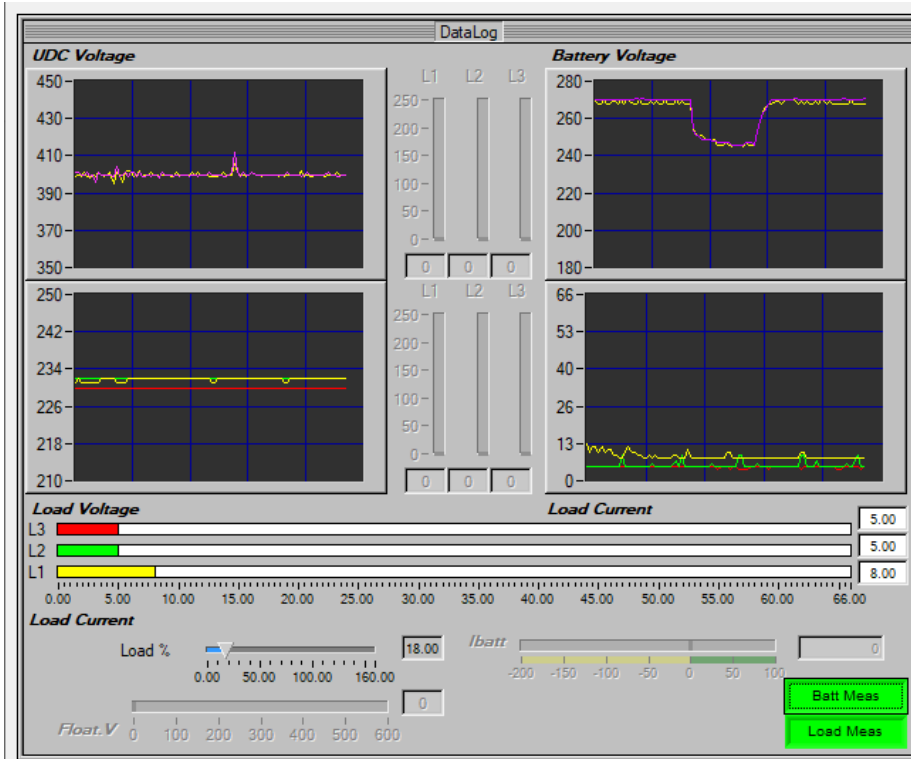 DataLog
UDC Voltage
Battery Voltage
450
430
410
390
370
350
L1 L2 L3
250
200
150
100
50
0
0 0 0
280
260
240
220
200
180
250
242
234
226
218
210
L1 L2 L3
250
200
150
100
50
0
0 0 0
66
53
40
26
13
0
Load Voltage
Load Current
L3 5.00
L2 5.00
L1 8.00
0.00 5.00 10.00 15.00 20.00 25.00 30.00 35.00 40.00 45.00 50.00 55.00 60.00 66.00
Load Current
Load % 18.00
0.00 50.00 100.00 160.00
Ibatt 0
-200 -150 -100 -50 0 50 100
Batt Meas
Float.V 0
0 100 200 300 400 500 600
Load Meas